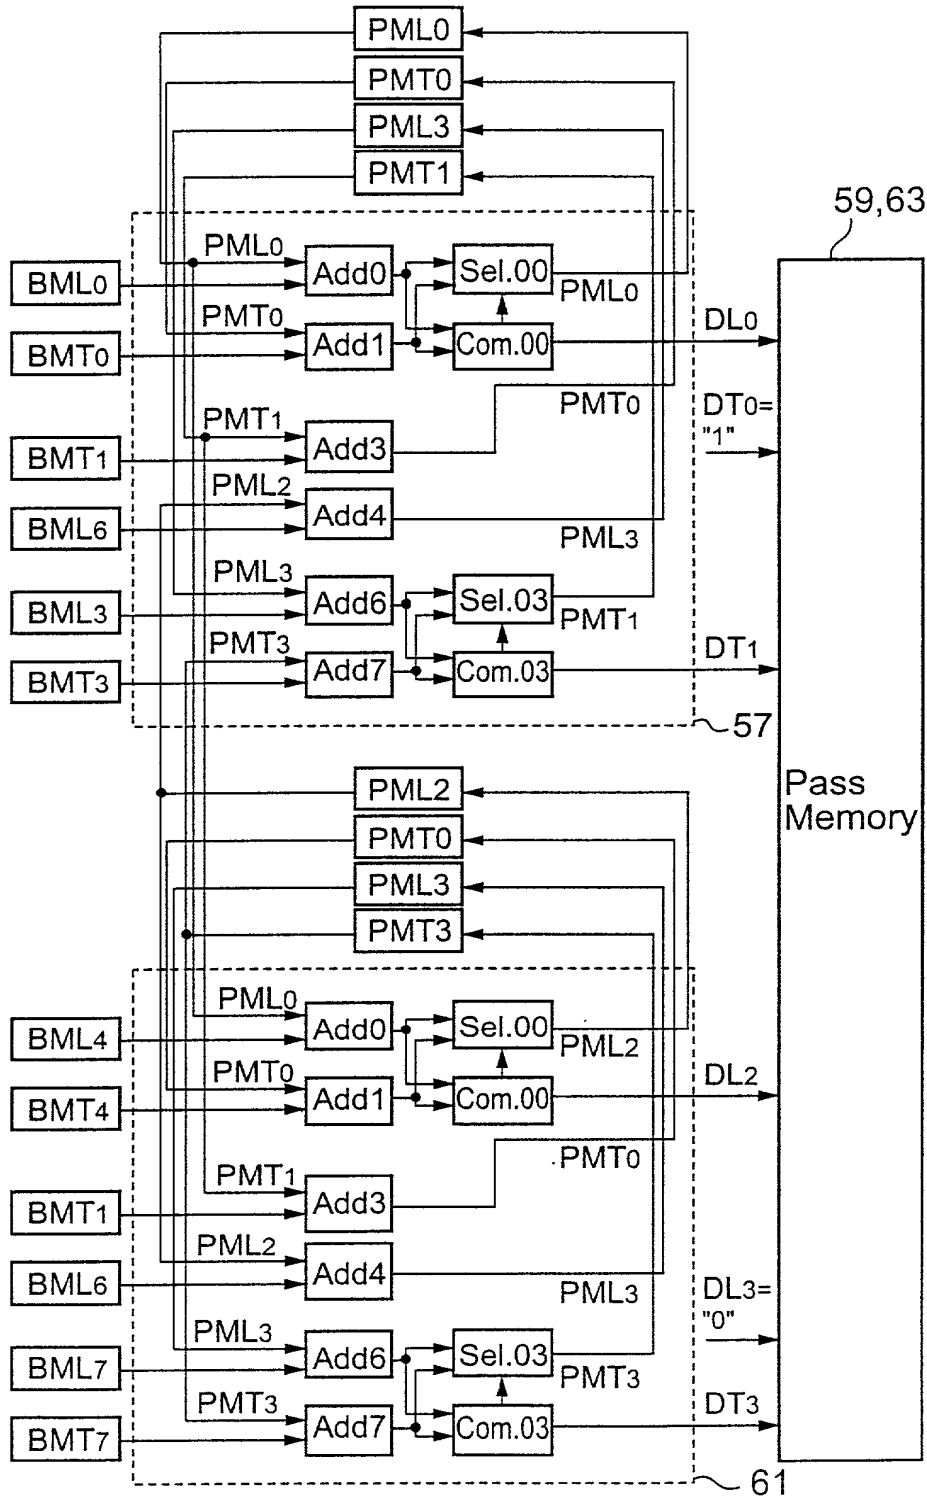 PML0
PMT0
PML3
PMT1
59,63
PML0
Add0
Sel.00
PML0
BML0
DL0
PMT0
BMT0
Add1
Com.00
PMT0
DT0=
"1"
PMT1
Add3
BMT1
PML2
Add4
BML6
PML3
PML3
Add6
Sel.03
BML3
PMT1
PMT3
DT1
BMT3
Add7
Com.03
57
PML2
Pass
Memory
PMT0
PML3
PMT3
PML0
Add0
Sel.00
BML4
PML2
PMT0
DL2
BMT4
Add1
Com.00
PMT0
PMT1
Add3
BMT1
PML2
Add4
BML6
PML3
DL3=
"0"
PML3
Add6
Sel.03
BML7
PMT3
PMT3
DT3
BMT7
Add7
Com.03
61